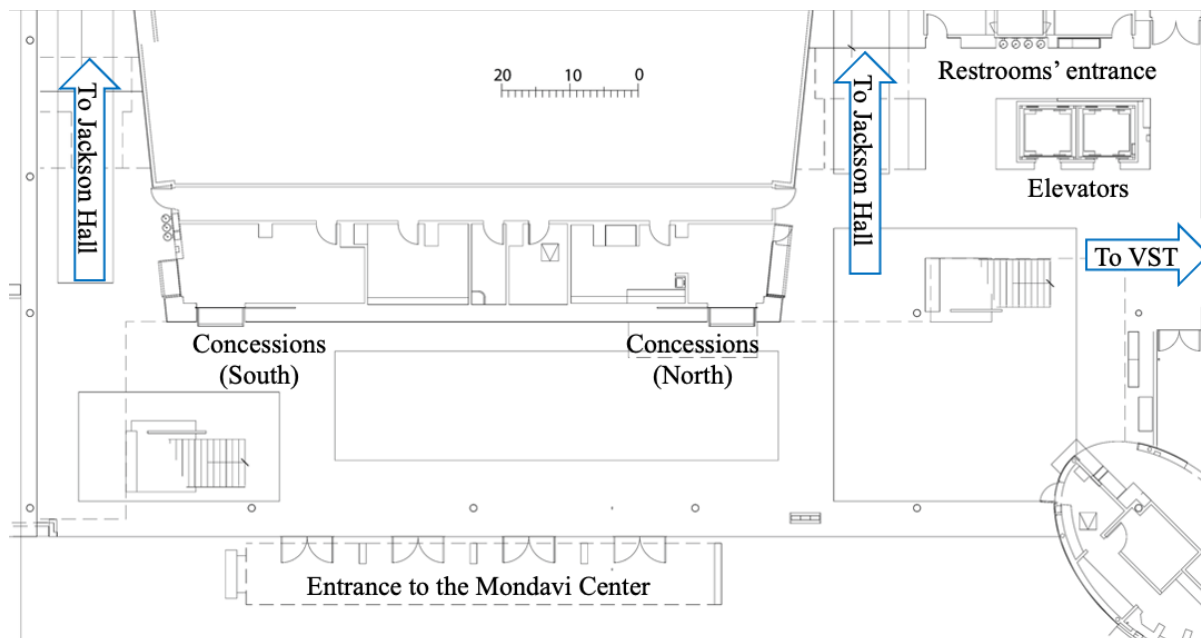 Restrooms' entrance
20 10 0
To Jackson Hall
To Jackson Hall
Elevators
To VST
Concessions
(South)
Concessions
(North)
Entrance to the Mondavi Center